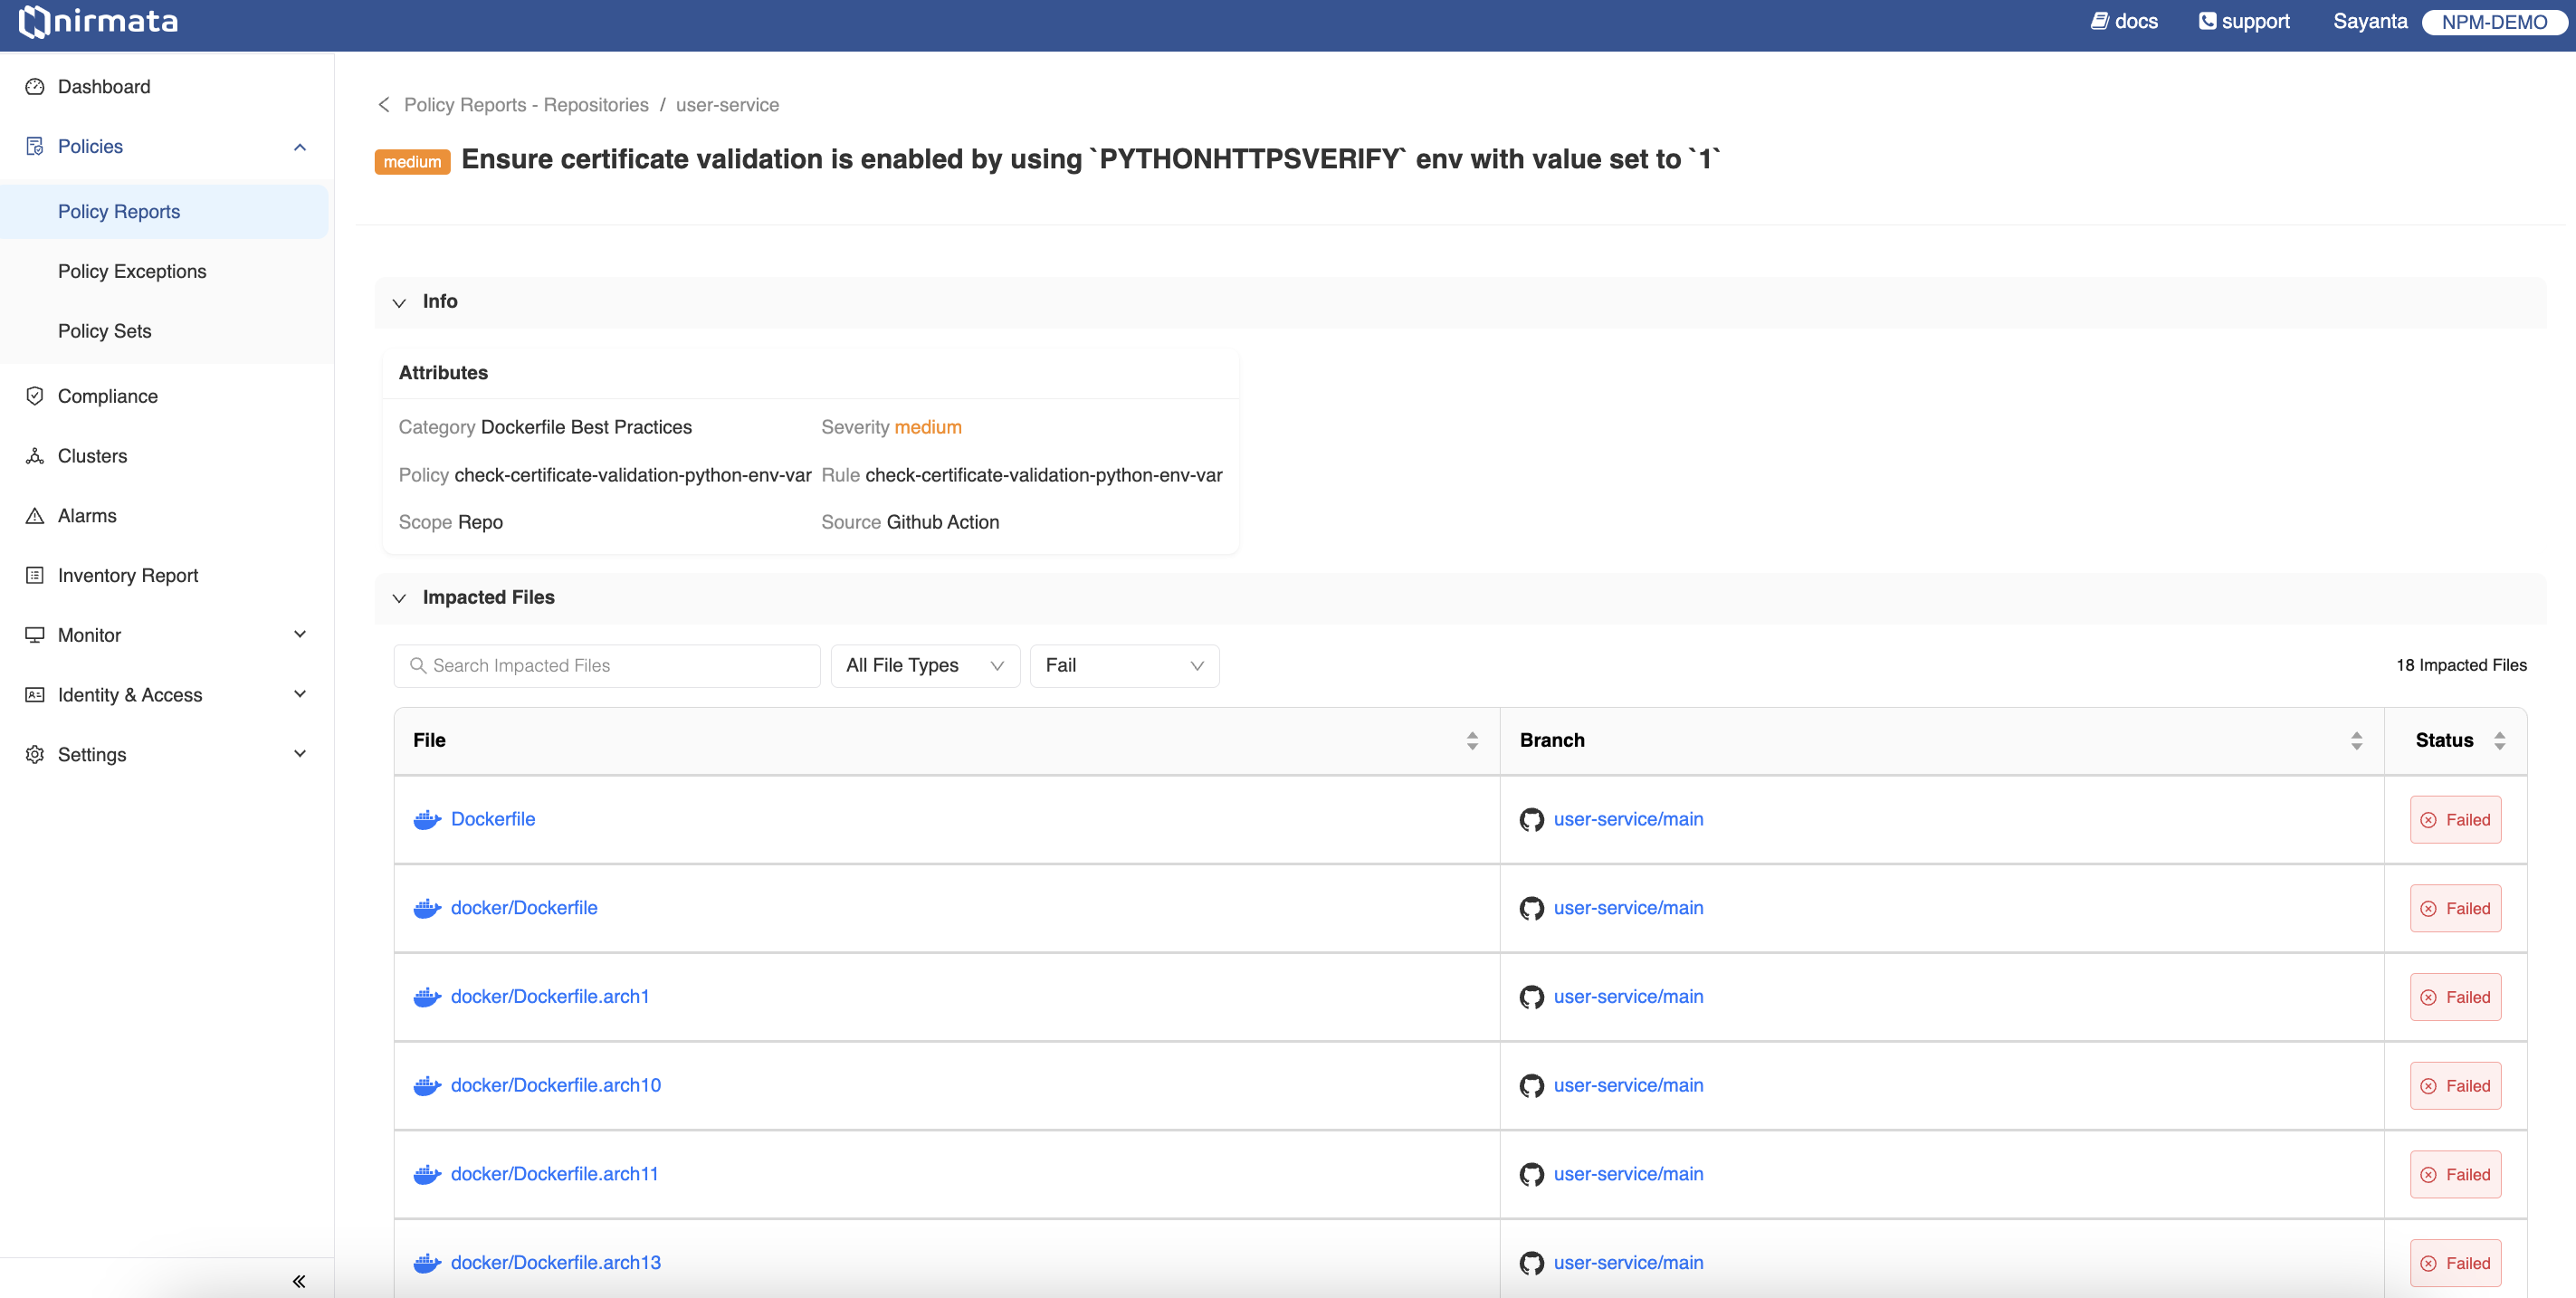 nirmata
docs support Sayanta NPM-DEMO
Dashboard
Policies
Policy Reports
Policy Exceptions
Policy Sets
Compliance
Clusters
Alarms
Inventory Report
Monitor
Identity & Access
Settings
Policy Reports - Repositories / user-service
medium Ensure certificate validation is enabled by using `PYTHONHTTPSVERIFY` env with value set to `1`
Info
Attributes
Category Dockerfile Best Practices Severity medium
Policy check-certificate-validation-python-env-var Rule check-certificate-validation-python-env-var
Scope Repo Source Github Action
Impacted Files
Search Impacted Files All File Types Fail 18 Impacted Files
File Branch Status
Dockerfile user-service/main Failed
docker/Dockerfile user-service/main Failed
docker/Dockerfile.arch1 user-service/main Failed
docker/Dockerfile.arch10 user-service/main Failed
docker/Dockerfile.arch11 user-service/main Failed
docker/Dockerfile.arch13 user-service/main Failed